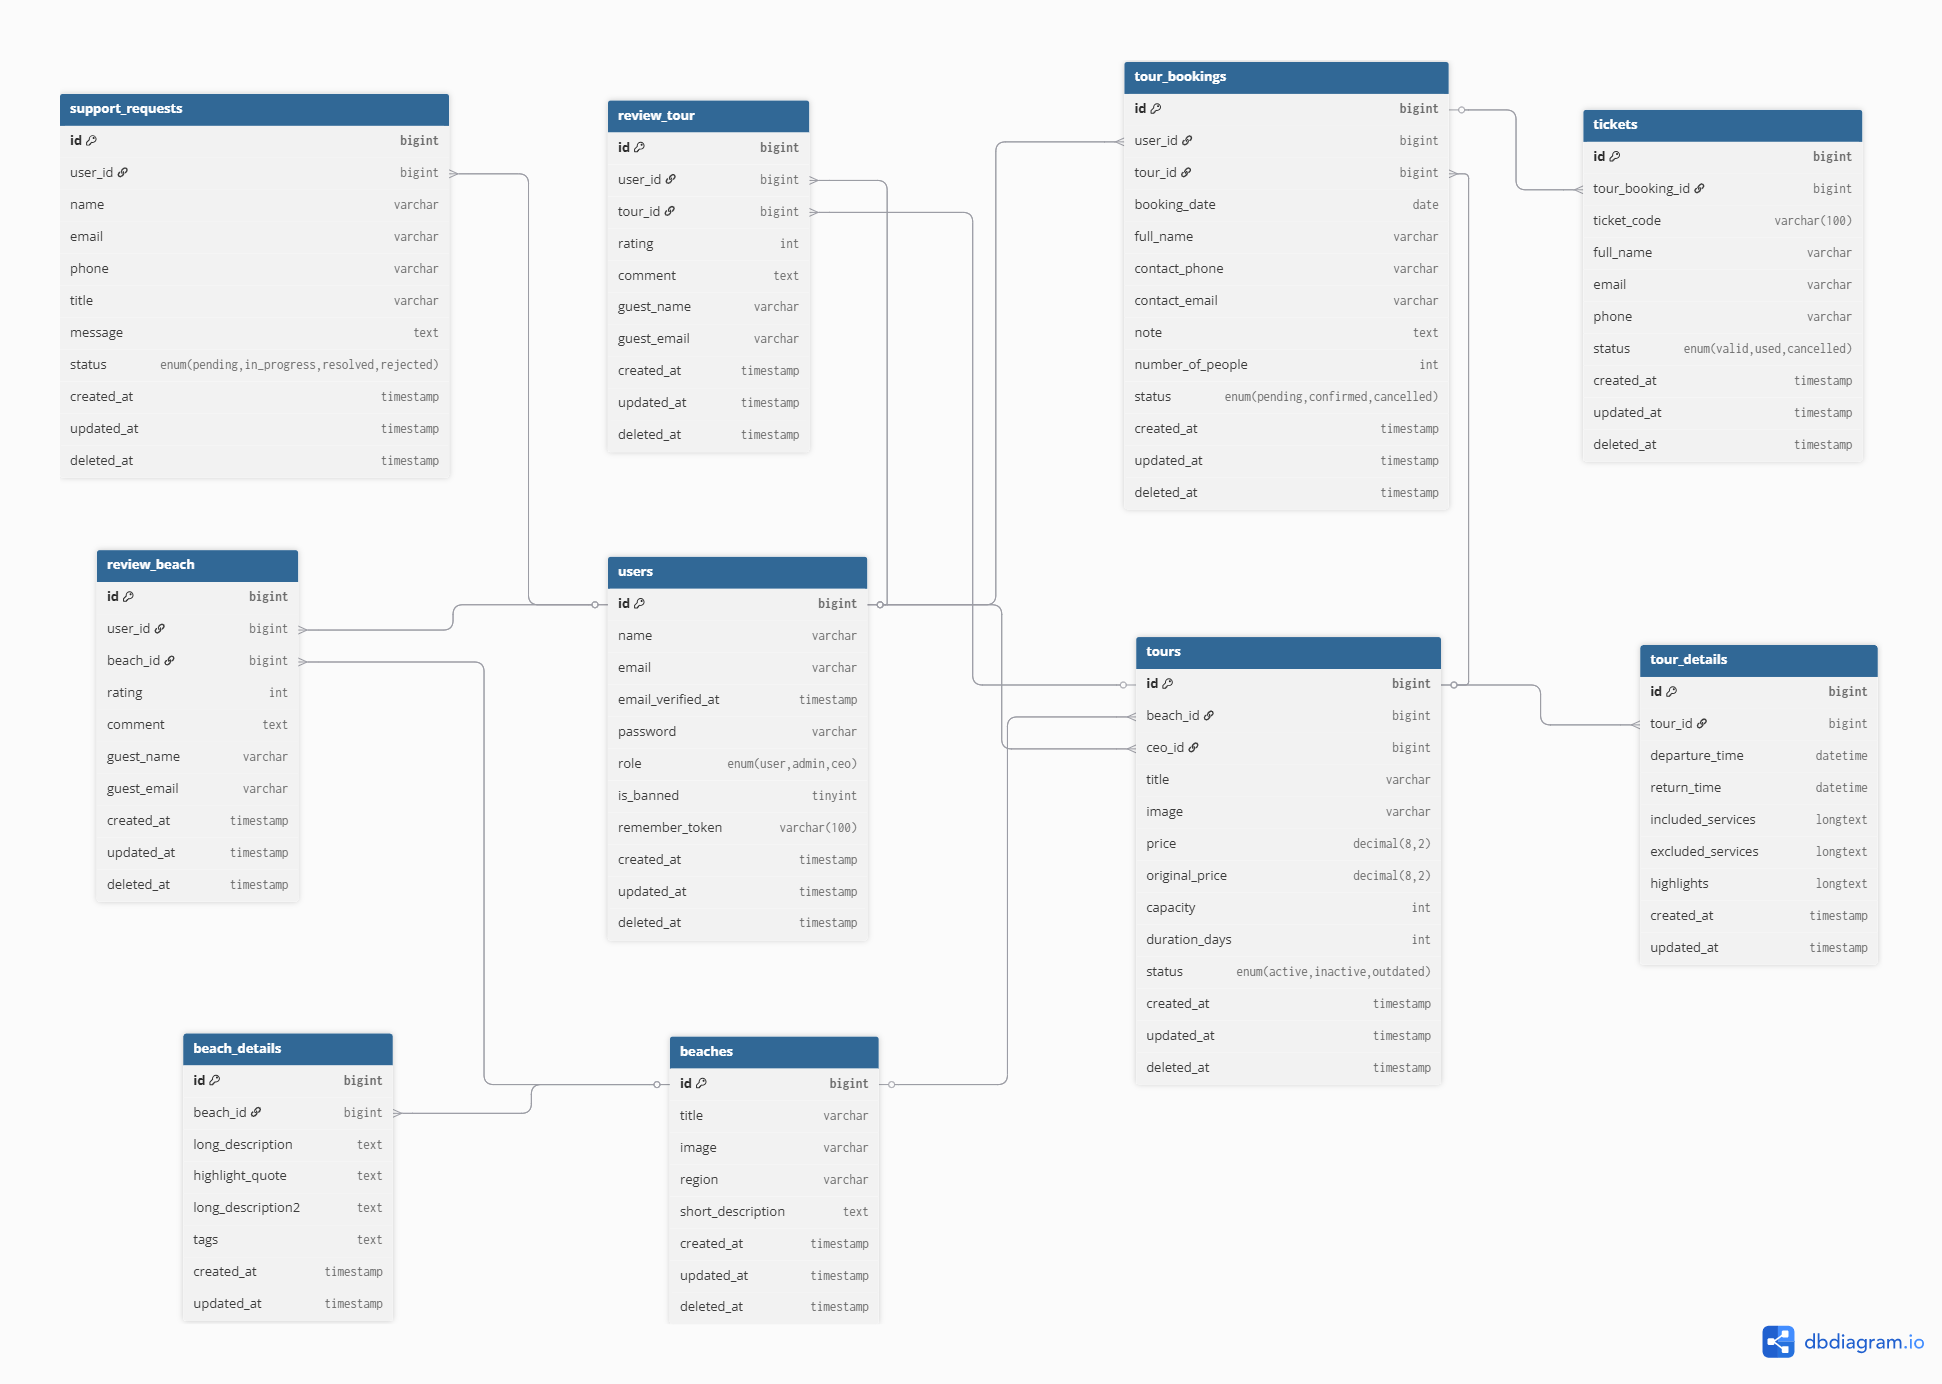 support_requests
id bigint
user_id bigint
name varchar
email varchar
phone varchar
title varchar
message text
status enum(pending,in_progress,resolved,rejected)
created_at timestamp
updated_at timestamp
deleted_at timestamp
review_tour
id bigint
user_id bigint
tour_id bigint
rating int
comment text
guest_name varchar
guest_email varchar
created_at timestamp
updated_at timestamp
deleted_at timestamp
tour_bookings
id bigint
user_id bigint
tour_id bigint
booking_date date
full_name varchar
contact_phone varchar
contact_email varchar
note text
number_of_people int
status enum(pending,confirmed,cancelled)
created_at timestamp
updated_at timestamp
deleted_at timestamp
tickets
id bigint
tour_booking_id bigint
ticket_code varchar(100)
full_name varchar
email varchar
phone varchar
status enum(valid,used,cancelled)
created_at timestamp
updated_at timestamp
deleted_at timestamp
review_beach
id bigint
user_id bigint
beach_id bigint
rating int
comment text
guest_name varchar
guest_email varchar
created_at timestamp
updated_at timestamp
deleted_at timestamp
users
id bigint
name varchar
email varchar
email_verified_at timestamp
password varchar
role enum(user,admin,ceo)
is_banned tinyint
remember_token varchar(100)
created_at timestamp
updated_at timestamp
deleted_at timestamp
tours
id bigint
beach_id bigint
ceo_id bigint
title varchar
image varchar
price decimal(8,2)
original_price decimal(8,2)
capacity int
duration_days int
status enum(active,inactive,outdated)
created_at timestamp
updated_at timestamp
deleted_at timestamp
tour_details
id bigint
tour_id bigint
departure_time datetime
return_time datetime
included_services longtext
excluded_services longtext
highlights longtext
created_at timestamp
updated_at timestamp
beach_details
id bigint
beach_id bigint
long_description text
highlight_quote text
long_description2 text
tags text
created_at timestamp
updated_at timestamp
beaches
id bigint
title varchar
image varchar
region varchar
short_description text
created_at timestamp
updated_at timestamp
deleted_at timestamp
dbdiagram.io